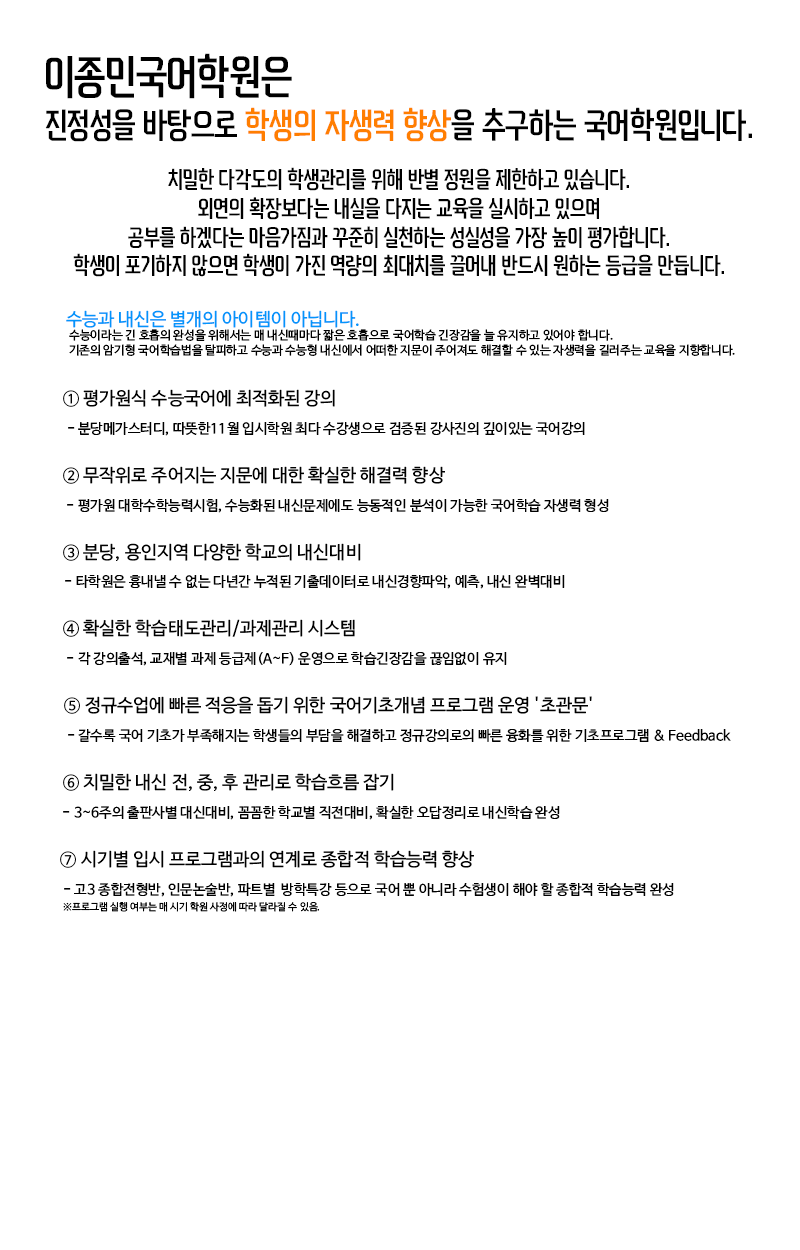 이종민국어학원은
진정성을 바탕으로 학생의 자생력 향상을 추구하는 국어학원입니다.
치밀한 다각도의 학생관리를 위해 반별 정원을 제한하고 있습니다.
외연의 확장보다는 내실을 다지는 교육을 실시하고 있으며
공부를 하겠다는 마음가짐과 꾸준히 실천하는 성실성을 가장 높이 평가합니다.
학생이 포기하지 않으면 학생이 가진 역량의 최대치를 끌어내 반드시 원하는 등급을 만듭니다.
수능과 내신은 별개의 아이템이 아닙니다.
수능이라는 긴 호흡의 완성을 위해서는 매 내신때마다 짧은 호흡으로 국어학습 긴장감을 늘 유지하고 있어야 합니다.
기존의 암기형 국어학습법을 탈피하고 수능과 수능형 내신에서 어떠한 지문이 주어져도 해결할 수 있는 자생력을 길러주는 교육을 지향합니다.
① 평가원식 수능국어에 최적화된 강의
- 분당메가스터디, 따뜻한11월 입시학원 최다 수강생으로 검증된 강사진의 깊이있는 국어강의
② 무작위로 주어지는 지문에 대한 확실한 해결력 향상
- 평가원 대학수학능력시험, 수능화된 내신문제에도 능동적인 분석이 가능한 국어학습 자생력 형성
③ 분당, 용인지역 다양한 학교의 내신대비
- 타학원은 흉내낼 수 없는 다년간 누적된 기출데이터로 내신경향파악, 예측, 내신 완벽대비
④ 확실한 학습태도관리/과제관리 시스템
- 각 강의출석, 교재별 과제 등급제(A~F) 운영으로 학습긴장감을 끊임없이 유지
⑤ 정규수업에 빠른 적응을 돕기 위한 국어기초개념 프로그램 운영 '초관문'
- 갈수록 국어 기초가 부족해지는 학생들의 부담을 해결하고 정규강의로의 빠른 융화를 위한 기초프로그램 & Feedback
⑥ 치밀한 내신 전, 중, 후 관리로 학습흐름 잡기
- 3~6주의 출판사별 대신대비, 꼼꼼한 학교별 직전대비, 확실한 오답정리로 내신학습 완성
⑦ 시기별 입시 프로그램과의 연계로 종합적 학습능력 향상
- 고3 종합전형반, 인문논술반, 파트별 방학특강 등으로 국어 뿐 아니라 수험생이 해야 할 종합적 학습능력 완성
※프로그램 실행 여부는 매 시기 학원 사정에 따라 달라질 수 있음.